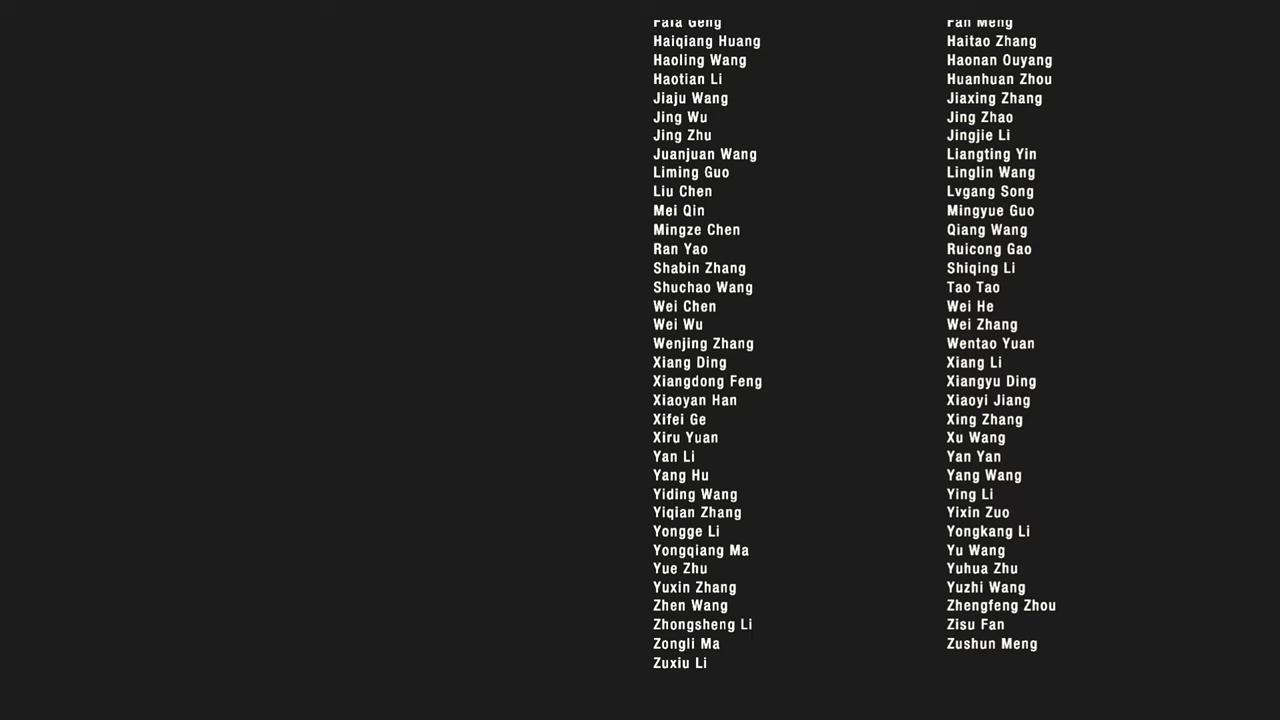 Fafa Geng Fan Meng
Haiqiang Huang Haitao Zhang
Haoling Wang Haonan Ouyang
Haotian Li Huanhuan Zhou
Jiaju Wang Jiaxing Zhang
Jing Wu Jing Zhao
Jing Zhu Jingjie Li
Juanjuan Wang Liangting Yin
Liming Guo Linglin Wang
Liu Chen Lvgang Song
Mei Qin Mingyue Guo
Mingze Chen Qiang Wang
Ran Yao Ruicong Gao
Shabin Zhang Shiqing Li
Shuchao Wang Tao Tao
Wei Chen Wei He
Wei Wu Wei Zhang
Wenjing Zhang Wentao Yuan
Xiang Ding Xiang Li
Xiangdong Feng Xiangyu Ding
Xiaoyan Han Xiaoyi Jiang
Xifei Ge Xing Zhang
Xiru Yuan Xu Wang
Yan Li Yan Yan
Yang Hu Yang Wang
Yiding Wang Ying Li
Yiqian Zhang Yixin Zuo
Yongge Li Yongkang Li
Yongqiang Ma Yu Wang
Yue Zhu Yuhua Zhu
Yuxin Zhang Yuzhi Wang
Zhen Wang Zhengfeng Zhou
Zhongsheng Li Zisu Fan
Zongli Ma Zushun Meng
Zuxiu Li